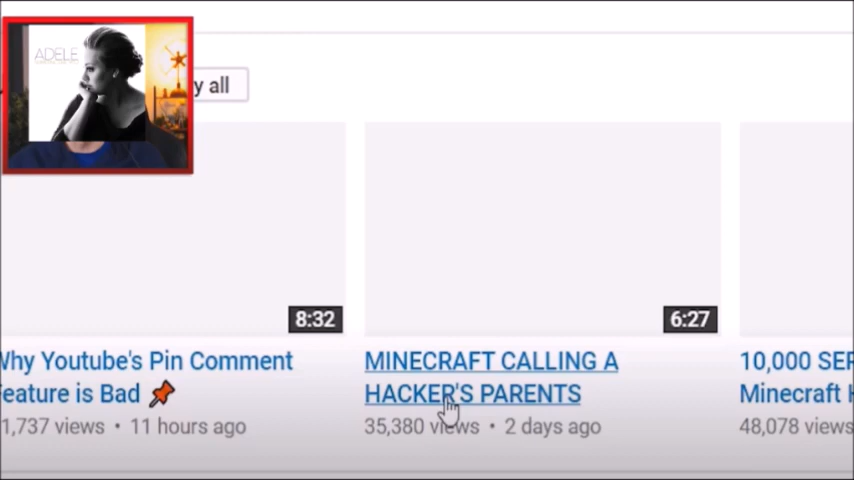 ADELE
y all
8:32
6:27
Why Youtube's Pin Comment
Feature is Bad 📌
1,737 views • 11 hours ago
MINECRAFT CALLING A
HACKER'S PARENTS
35,380 views • 2 days ago
10,000 SER
Minecraft H
48,078 views